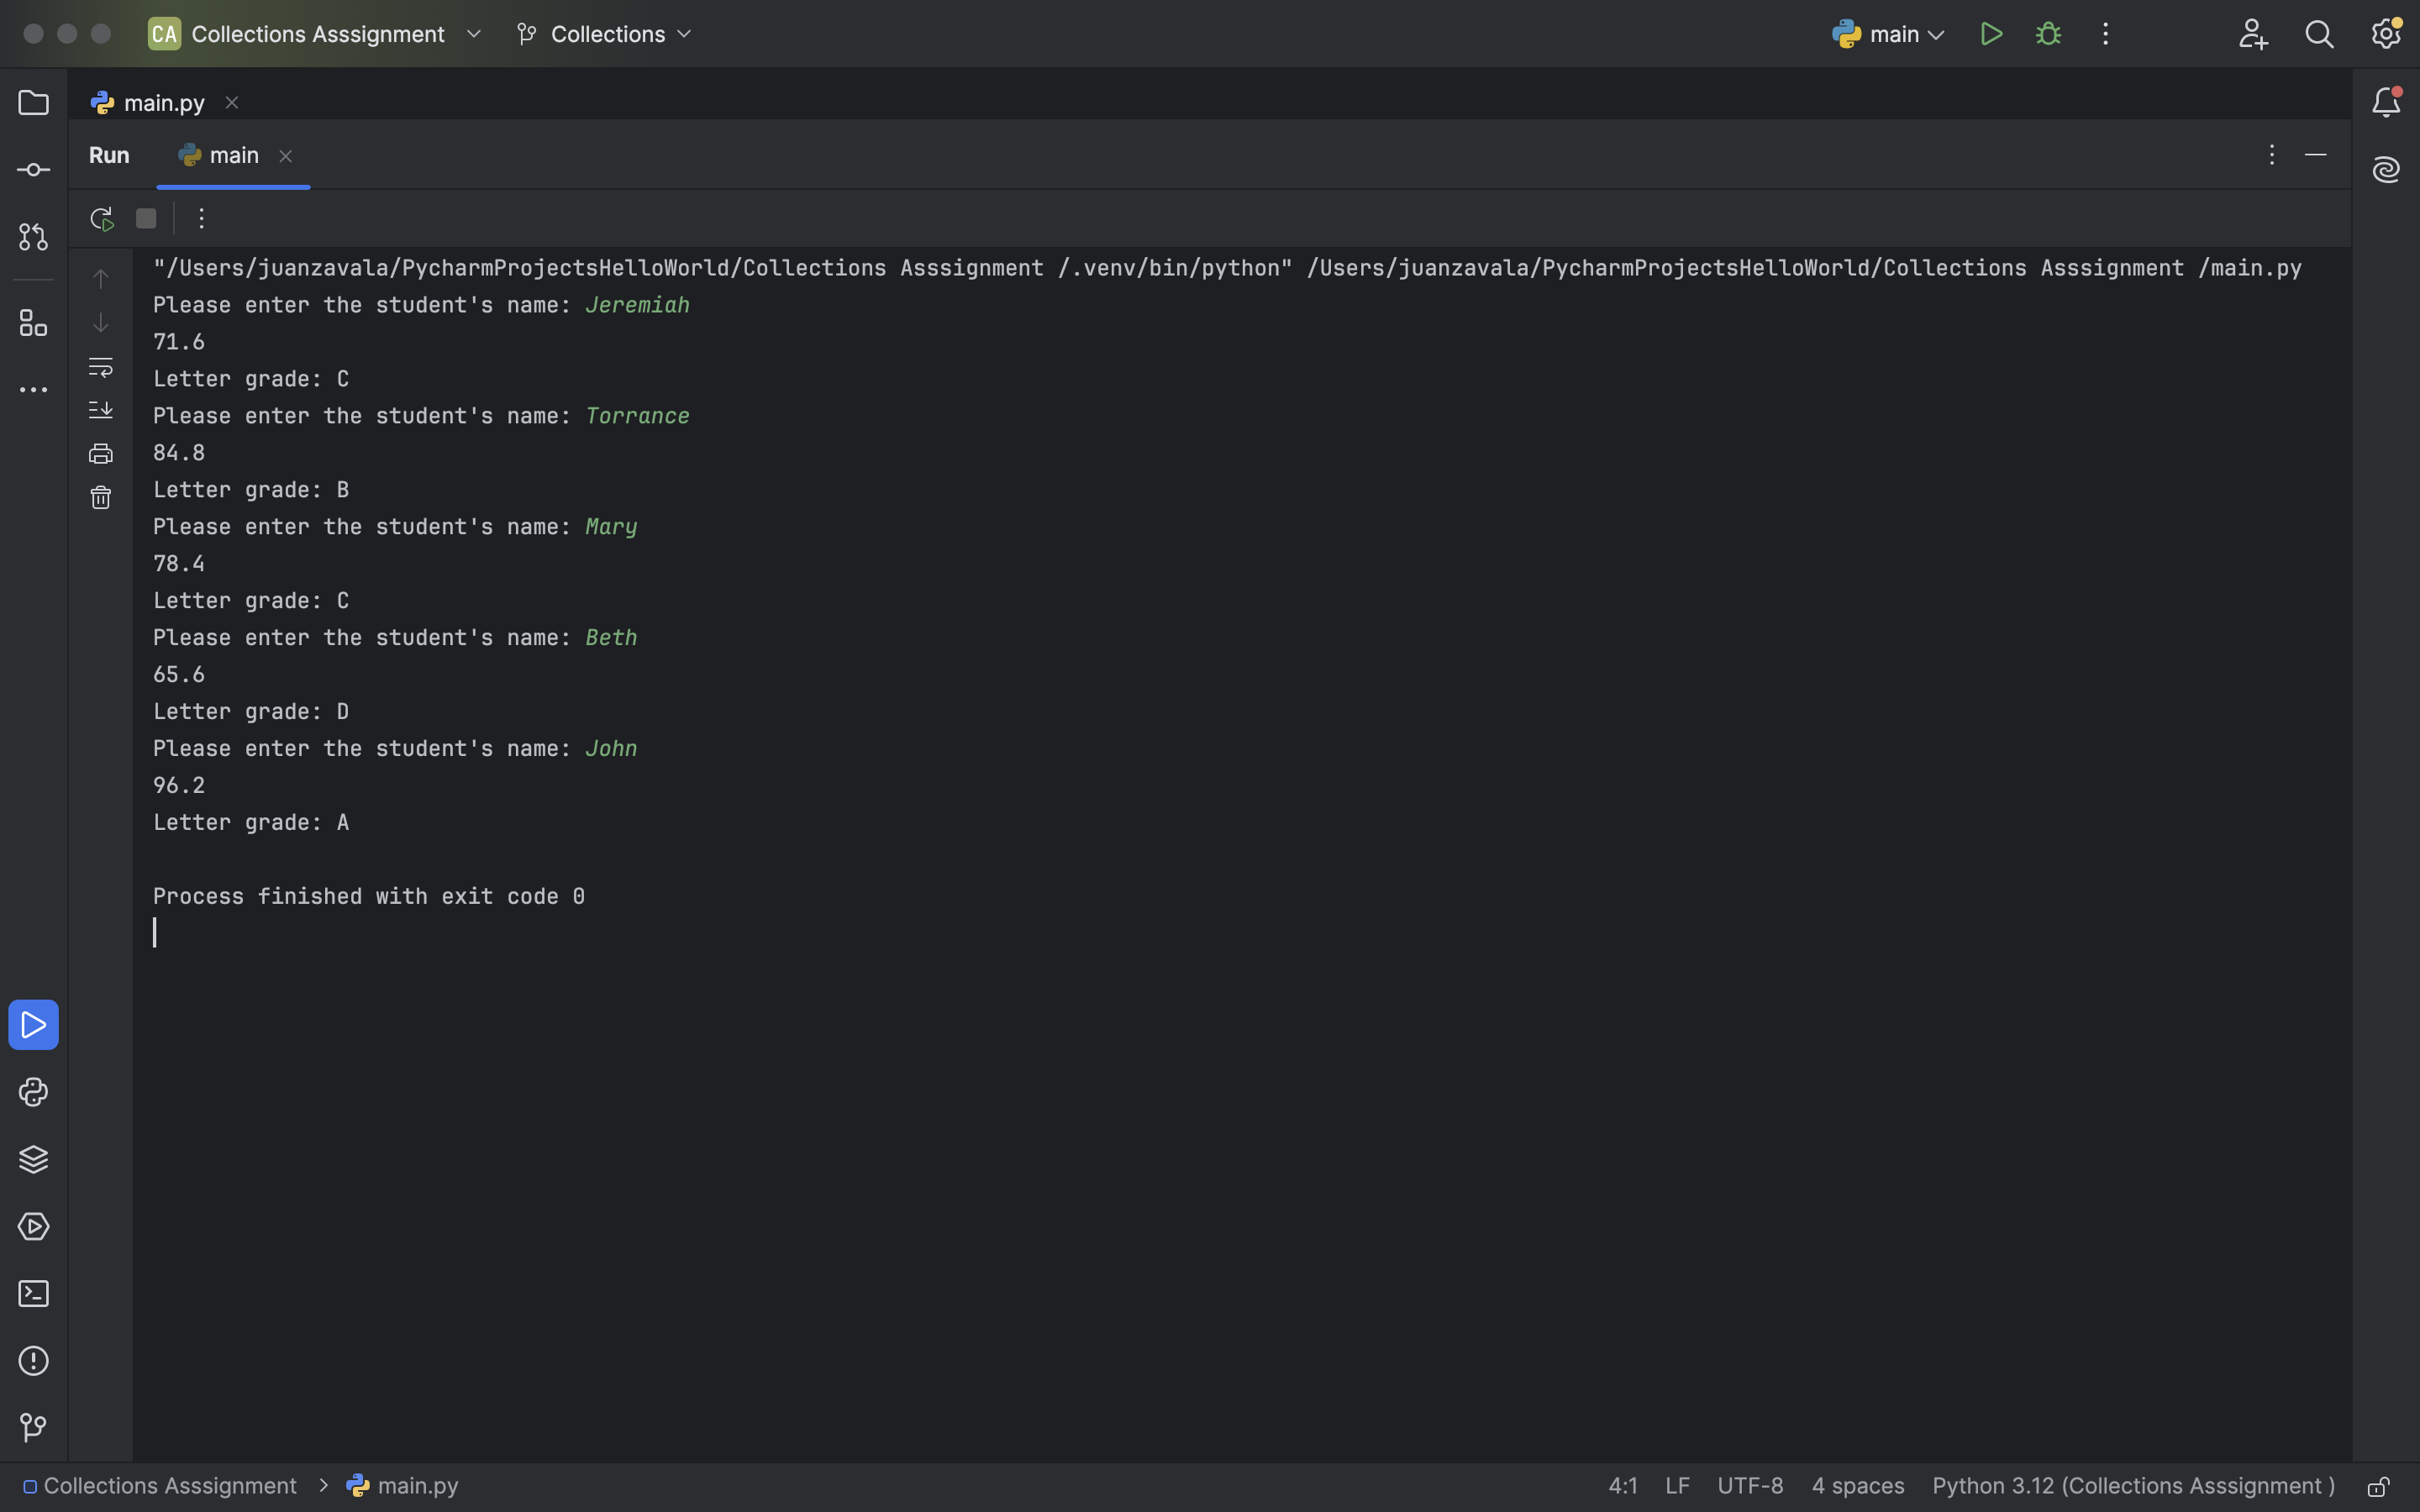 CA Collections Asssignment Collections main
main.py
Run main
"/Users/juanzavala/PycharmProjectsHelloWorld/Collections Asssignment /.venv/bin/python" /Users/juanzavala/PycharmProjectsHelloWorld/Collections Asssignment /main.py
Please enter the student's name: Jeremiah
71.6
Letter grade: C
Please enter the student's name: Torrance
84.8
Letter grade: B
Please enter the student's name: Mary
78.4
Letter grade: C
Please enter the student's name: Beth
65.6
Letter grade: D
Please enter the student's name: John
96.2
Letter grade: A
Process finished with exit code 0
Collections Asssignment > main.py 4:1 LF UTF-8 4 spaces Python 3.12 (Collections Asssignment )